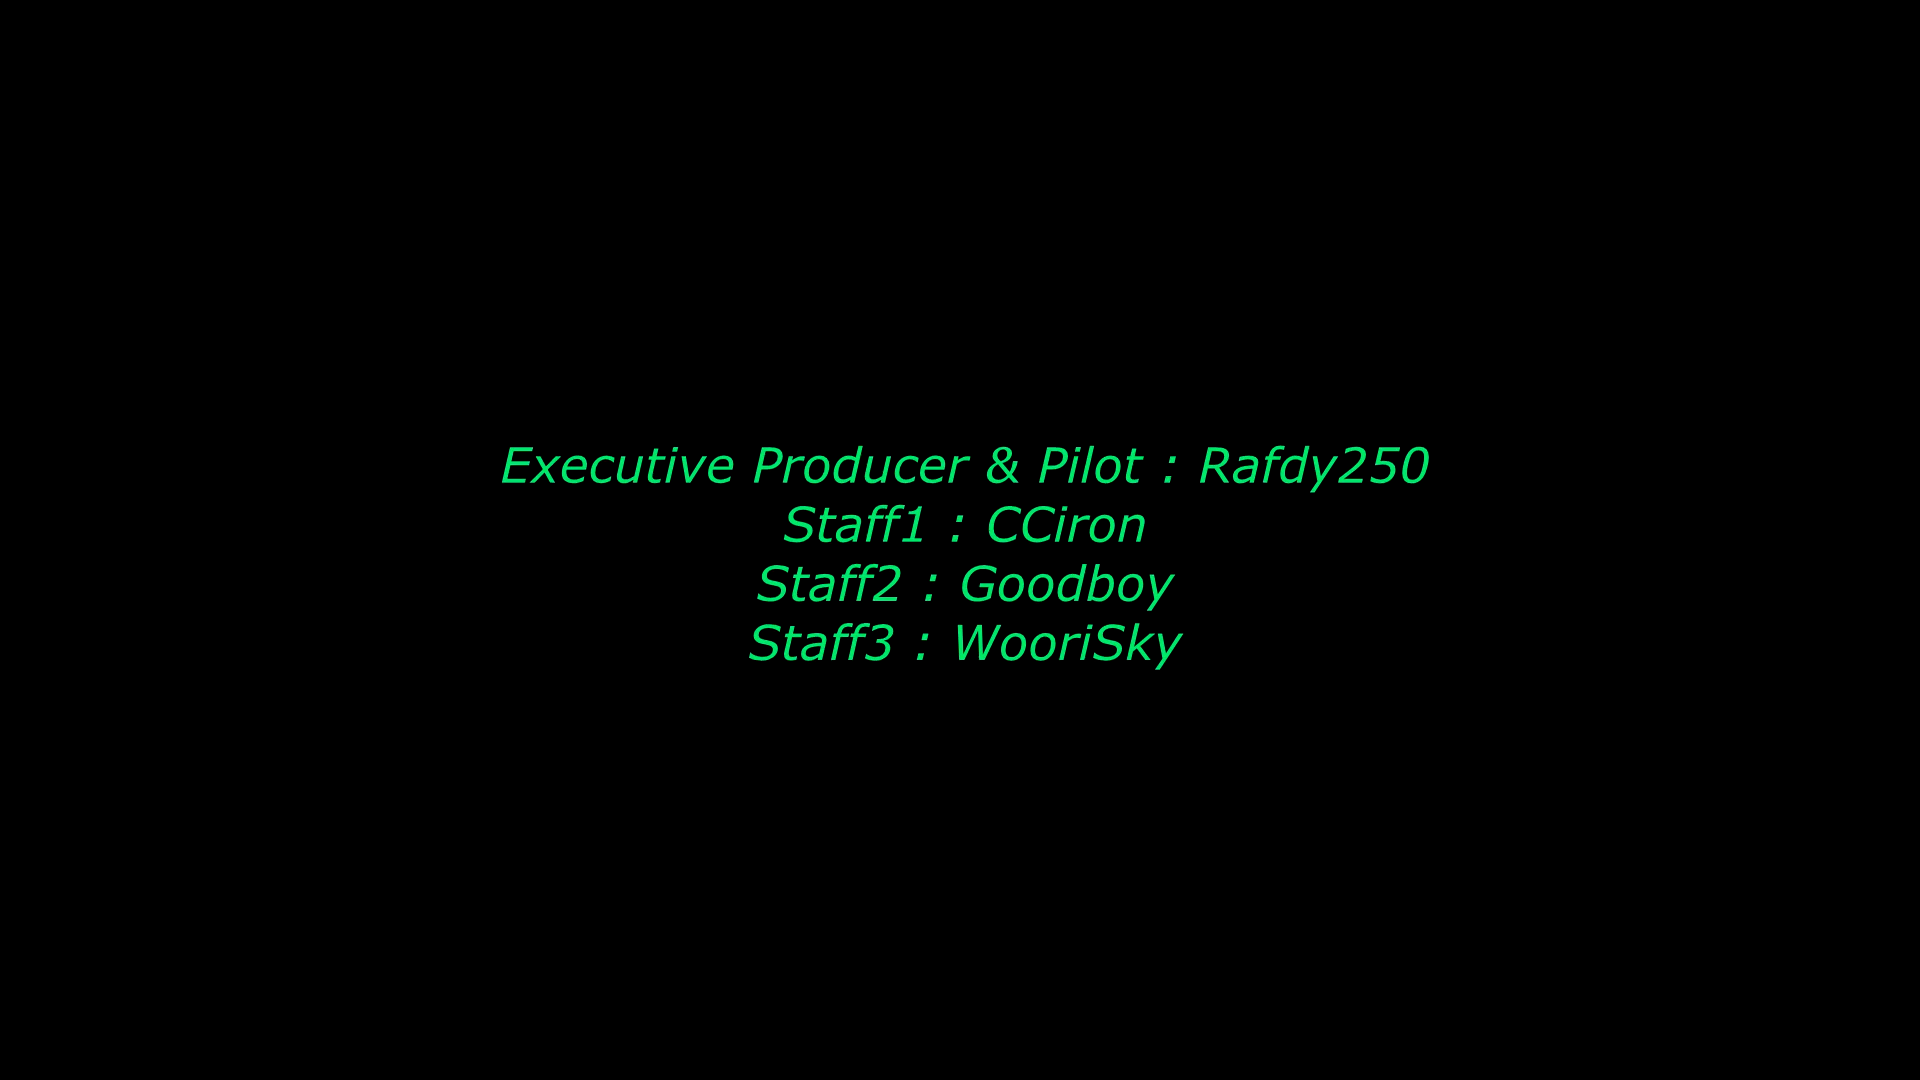 Executive Producer & Pilot : Rafdy250
Staff1 : CCiron
Staff2 : Goodboy
Staff3 : WooriSky